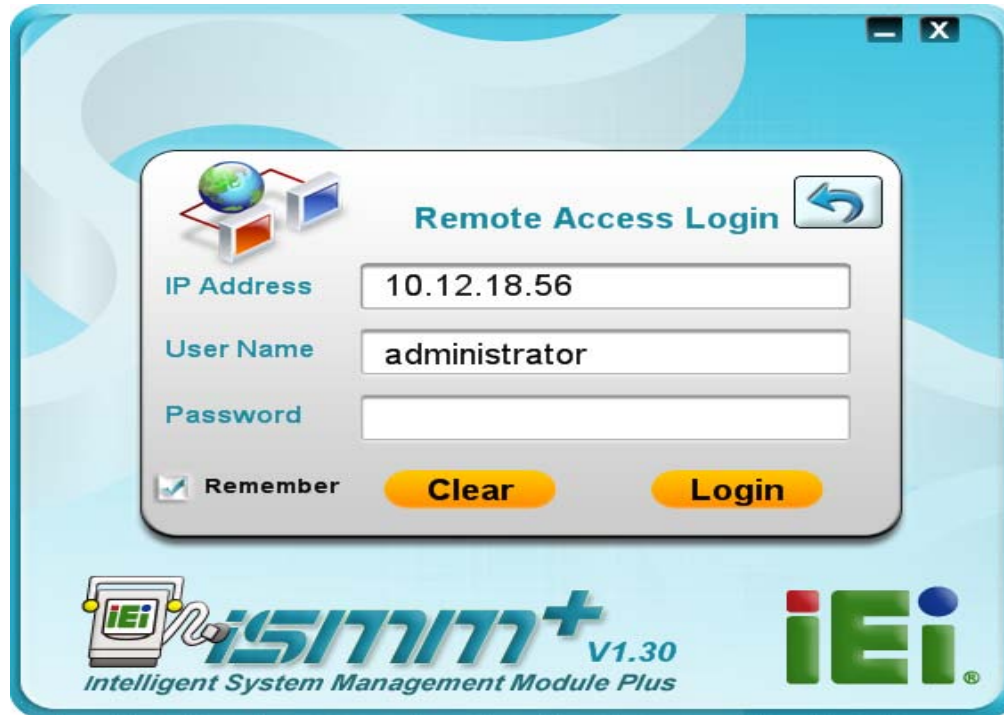 X
Remote Access Login
IP Address 10.12.18.56
User Name administrator
Password
Remember Clear Login
iEi
iSMM+ V1.30
Intelligent System Management Module Plus
iEi ®